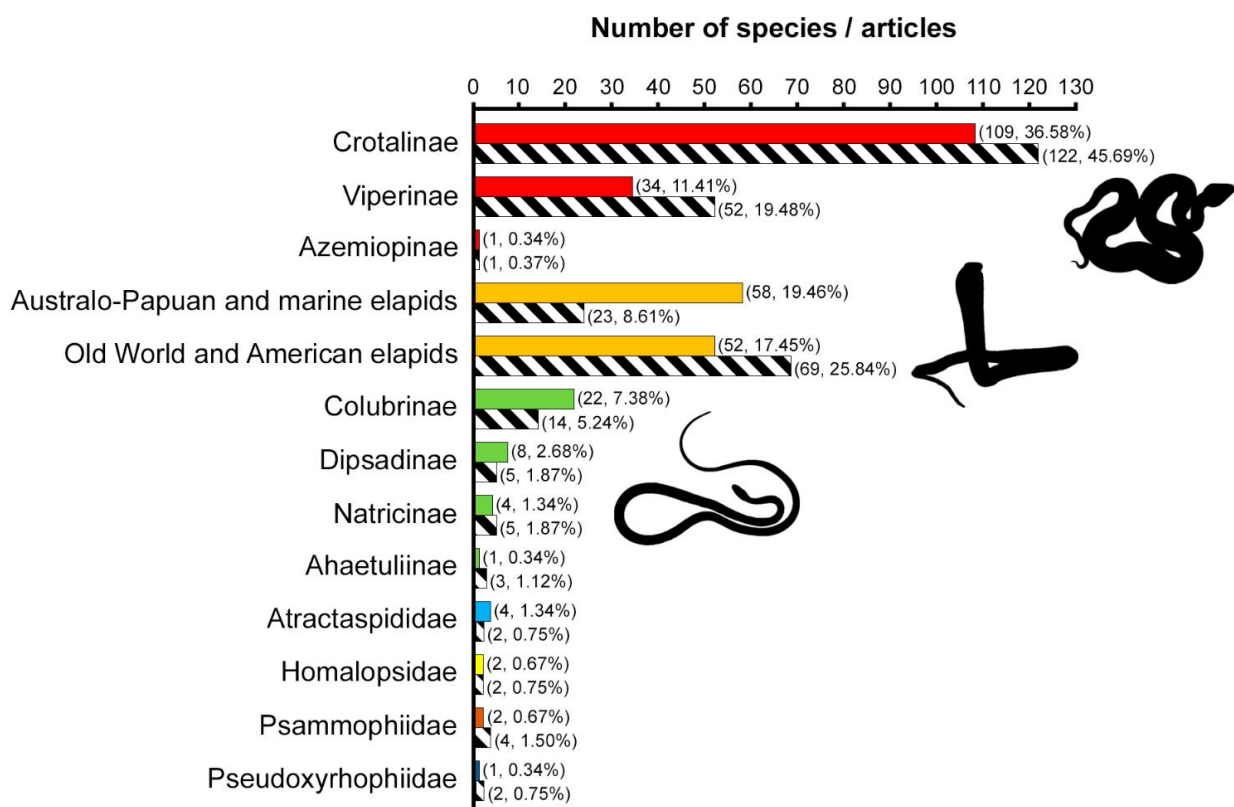 Number of species / articles
0 10 20 30 40 50 60 70 80 90 100 110 120 130
Crotalinae
(109, 36.58%)
(122, 45.69%)
Viperinae
(34, 11.41%)
(52, 19.48%)
Azemiopinae
(1, 0.34%)
(1, 0.37%)
Australo-Papuan and marine elapids
(58, 19.46%)
(23, 8.61%)
Old World and American elapids
(52, 17.45%)
(69, 25.84%)
Colubrinae
(22, 7.38%)
(14, 5.24%)
Dipsadinae
(8, 2.68%)
(5, 1.87%)
Natricinae
(4, 1.34%)
(5, 1.87%)
Ahaetuliinae
(1, 0.34%)
(3, 1.12%)
Atractaspididae
(4, 1.34%)
(2, 0.75%)
Homalopsidae
(2, 0.67%)
(2, 0.75%)
Psammophiidae
(2, 0.67%)
(4, 1.50%)
Pseudoxyrhophiidae
(1, 0.34%)
(2, 0.75%)